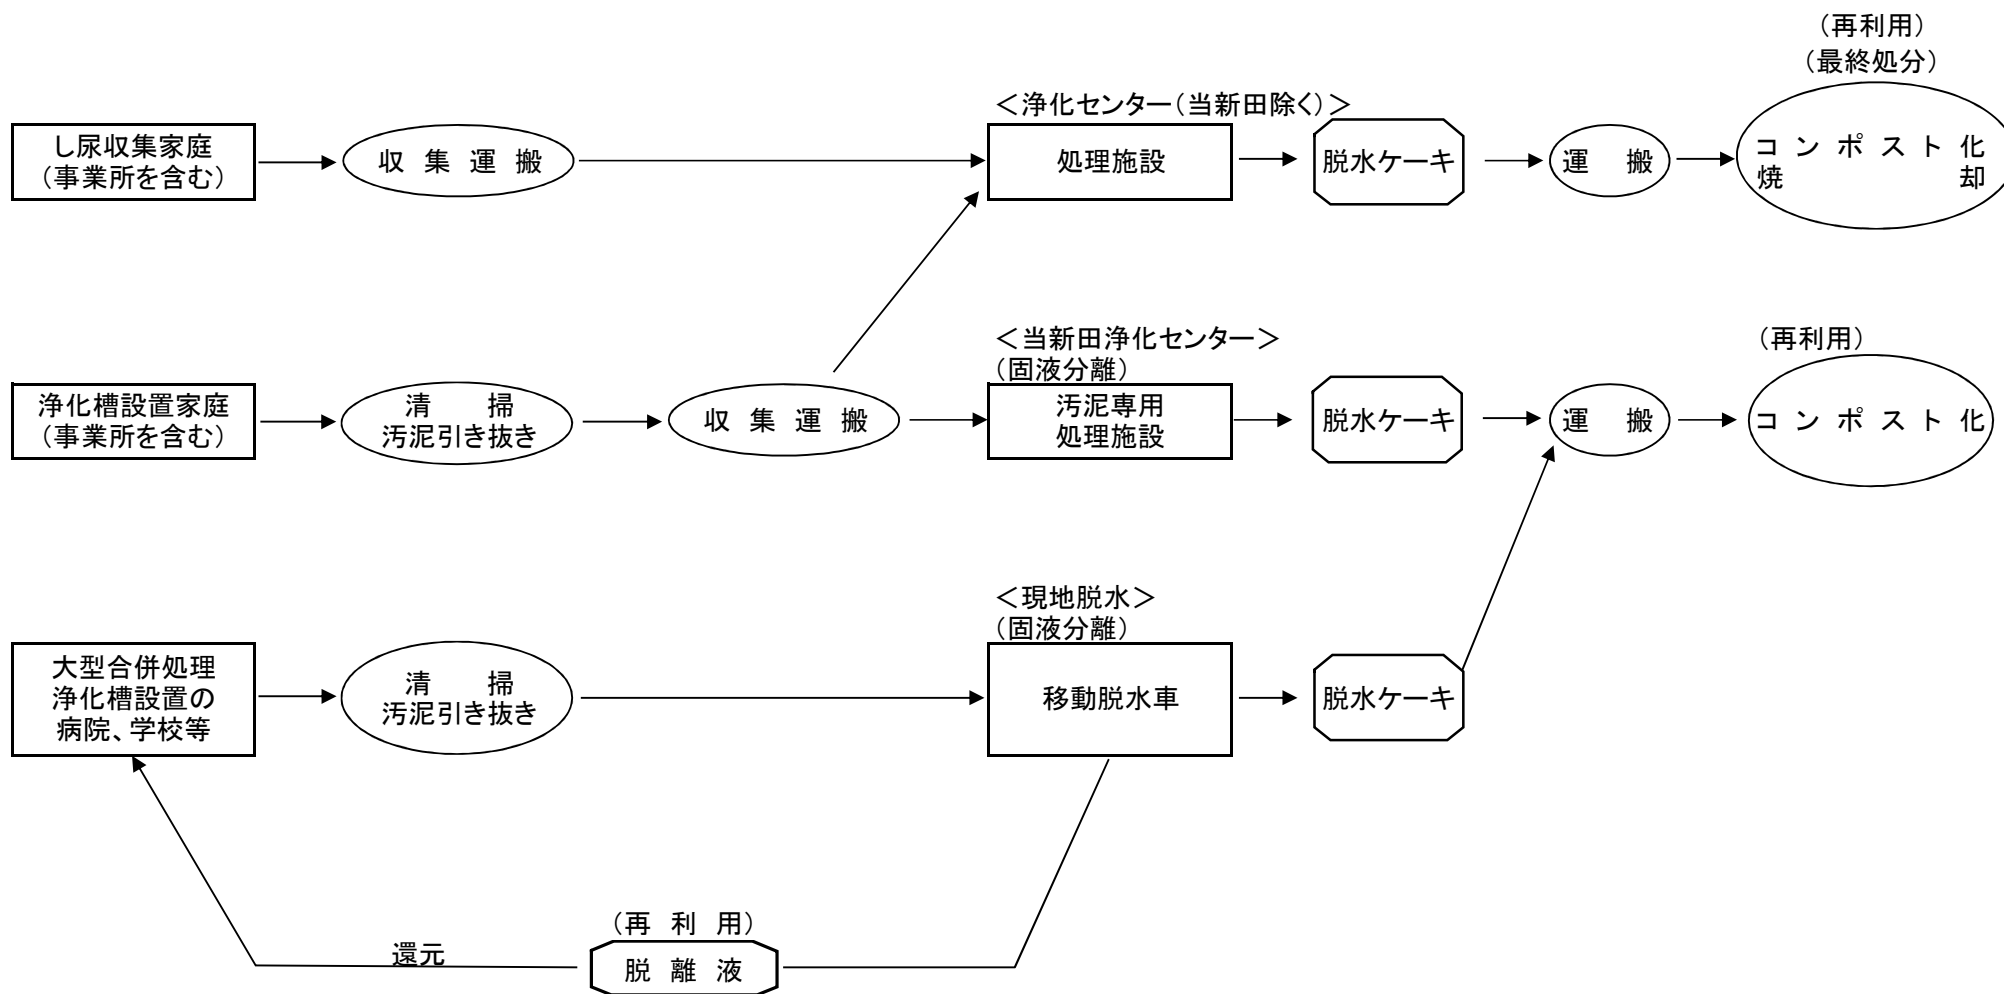 （再利用）
（最終処分）
＜浄化センター（当新田除く）＞
し尿収集家庭
（事業所を含む）
収集運搬
処理施設
脱水ケーキ
運搬
コンポスト化
焼却
＜当新田浄化センター＞
（固液分離）
（再利用）
浄化槽設置家庭
（事業所を含む）
清掃
汚泥引き抜き
収集運搬
汚泥専用
処理施設
脱水ケーキ
運搬
コンポスト化
＜現地脱水＞
（固液分離）
大型合併処理
浄化槽設置の
病院、学校等
清掃
汚泥引き抜き
移動脱水車
脱水ケーキ
（再利用）
還元
脱離液